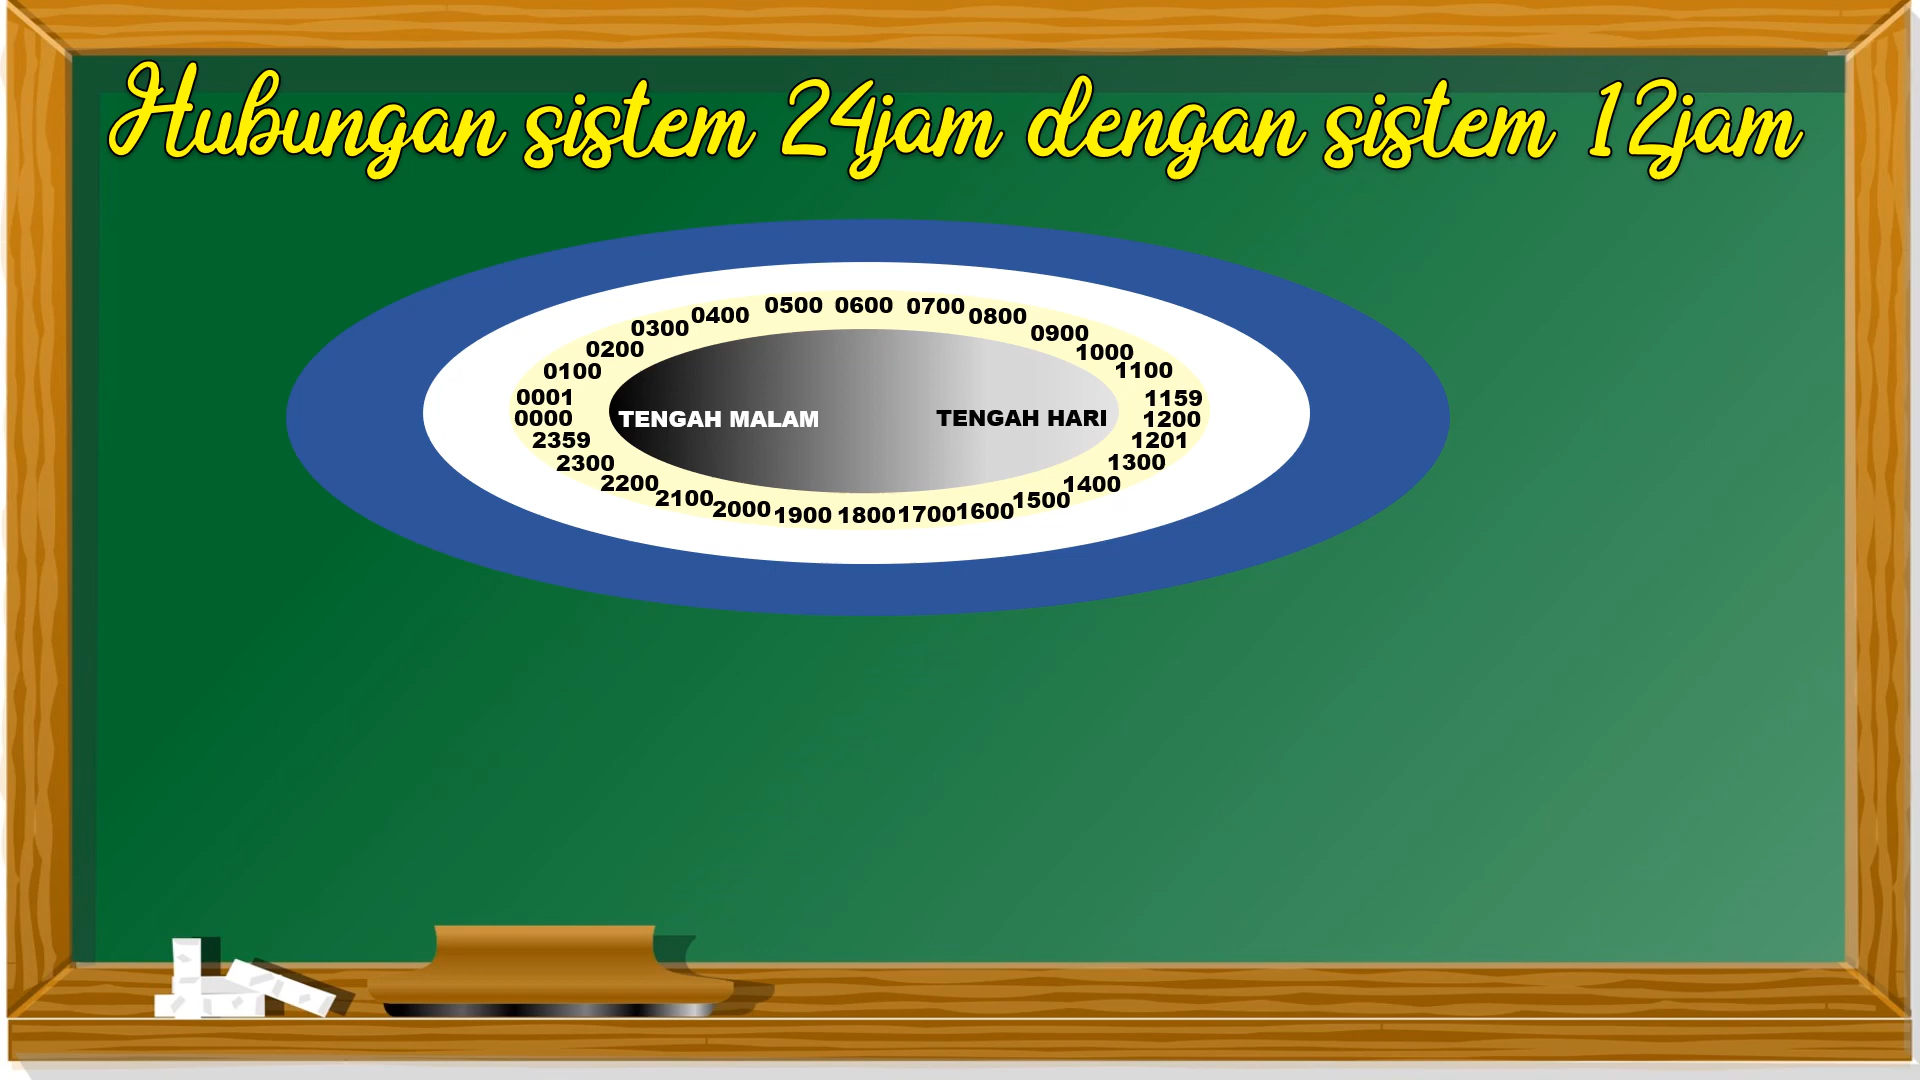 Hubungan sistem 24jam dengan sistem 12jam
0500 0600 0700
0400 0800
0300 0900
0200 1000
0100 1100
0001 1159
0000 TENGAH MALAM TENGAH HARI 1200
2359 1201
2300 1300
2200 1400
2100 1500
2000 1600
1900 1800 1700